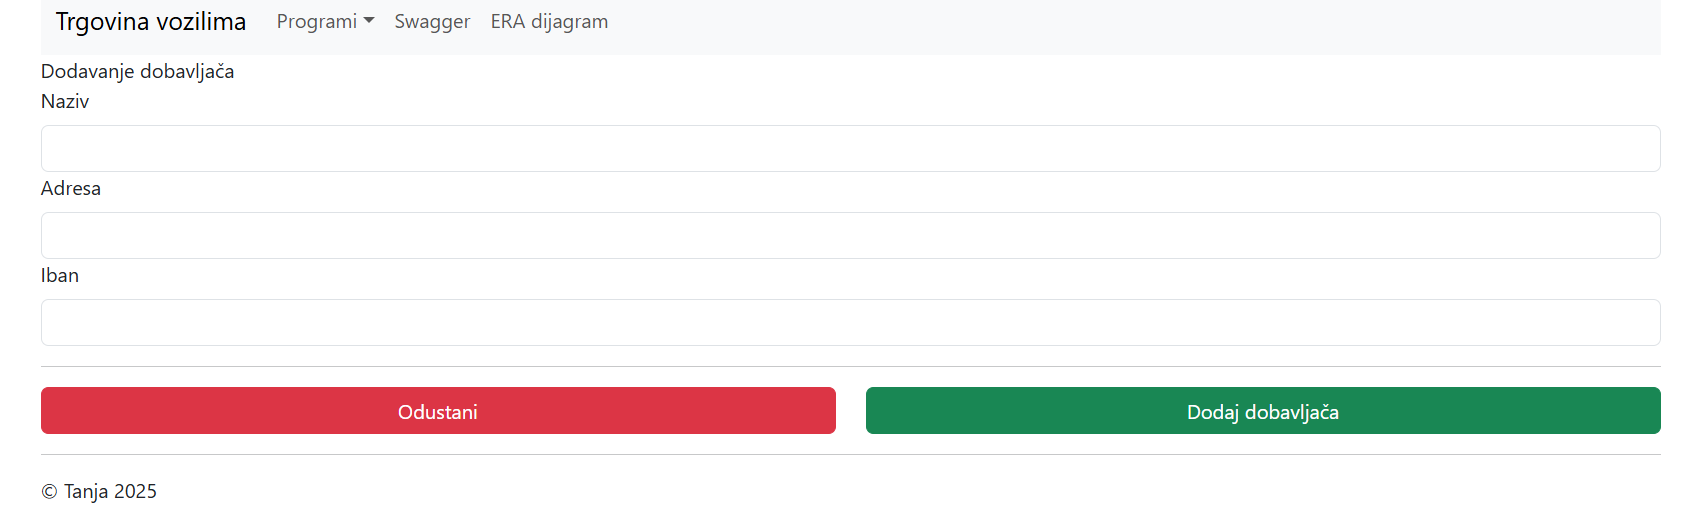 Trgovina vozilima Programi Swagger ERA dijagram
Dodavanje dobavljača
Naziv
Adresa
Iban
Odustani Dodaj dobavljača
© Tanja 2025